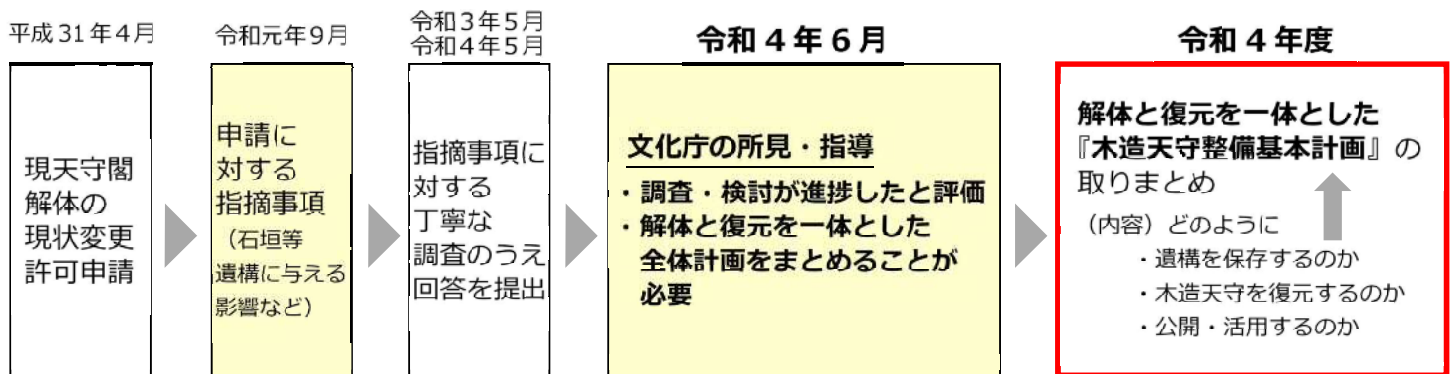 平成31年4月
現天守閣
解体の
現状変更
許可申請
令和元年9月
申請に
対する
指摘事項
（石垣等
遺構に与える
影響など）
令和3年5月
令和4年5月
指摘事項に
対する
丁寧な
調査のうえ
回答を提出
令和4年6月
文化庁の所見・指導
・調査・検討が進捗したと評価
・解体と復元を一体とした
全体計画をまとめることが
必要
令和4年度
解体と復元を一体とした
『木造天守整備基本計画』の
取りまとめ
（内容）どのように
・遺構を保存するのか
・木造天守を復元するのか
・公開・活用するのか